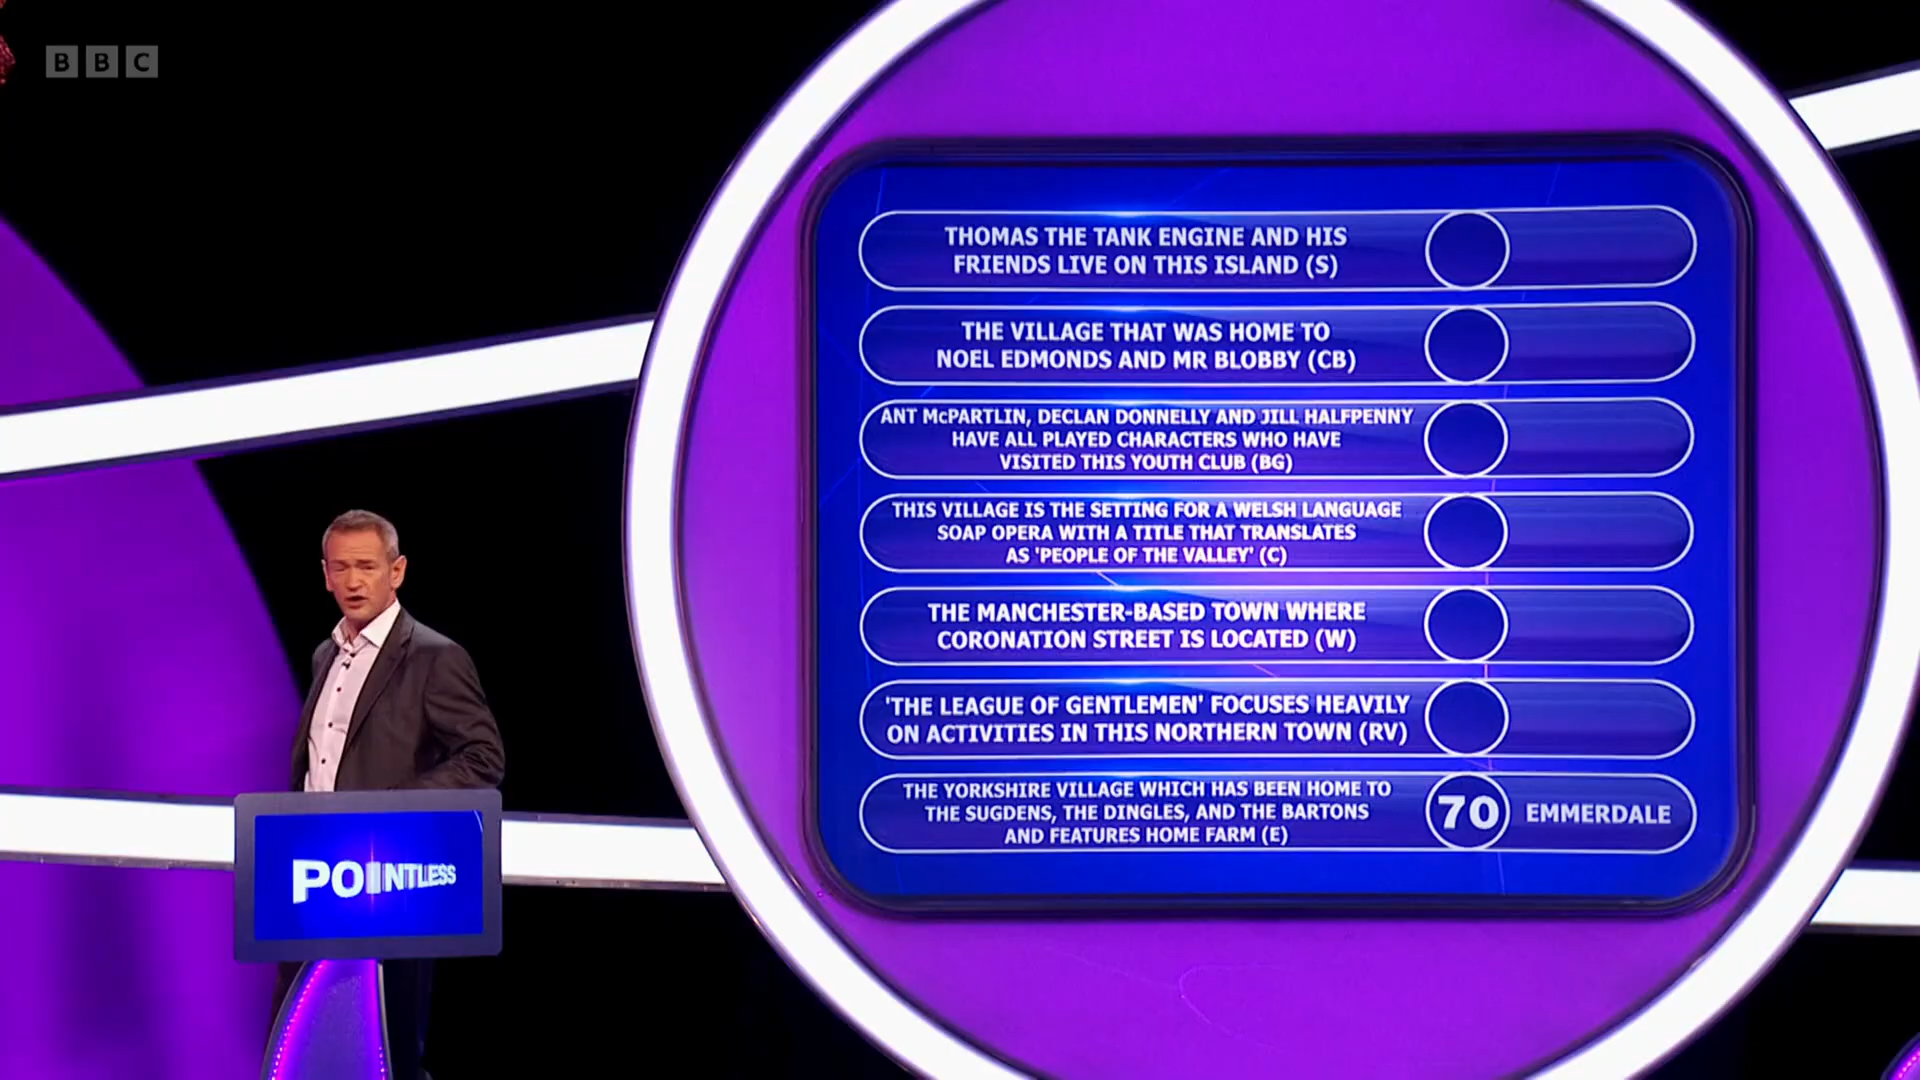 BBC
THOMAS THE TANK ENGINE AND HIS
FRIENDS LIVE ON THIS ISLAND (S)
THE VILLAGE THAT WAS HOME TO
NOEL EDMONDS AND MR BLOBBY (CB)
ANT McPARTLIN, DECLAN DONNELLY AND JILL HALFPENNY
HAVE ALL PLAYED CHARACTERS WHO HAVE
VISITED THIS YOUTH CLUB (BG)
THIS VILLAGE IS THE SETTING FOR A WELSH LANGUAGE
SOAP OPERA WITH A TITLE THAT TRANSLATES
AS 'PEOPLE OF THE VALLEY' (C)
THE MANCHESTER-BASED TOWN WHERE
CORONATION STREET IS LOCATED (W)
'THE LEAGUE OF GENTLEMEN' FOCUSES HEAVILY
ON ACTIVITIES IN THIS NORTHERN TOWN (RV)
THE YORKSHIRE VILLAGE WHICH HAS BEEN HOME TO
THE SUGDENS, THE DINGLES, AND THE BARTONS
AND FEATURES HOME FARM (E)
70 EMMERDALE
POINTLESS